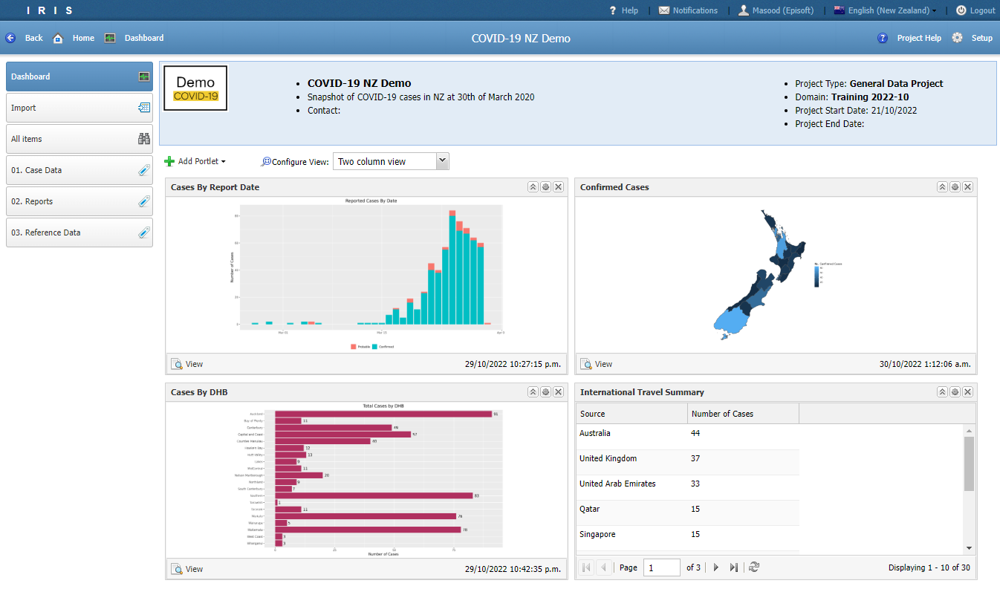 I R I S
Help
Notifications
Masood (Episoft)
English (New Zealand)
Logout
Back
Home
Dashboard
COVID-19 NZ Demo
Project Help
Setup
Dashboard
Import
All items
01. Case Data
02. Reports
03. Reference Data
Demo
COVID-19
COVID-19 NZ Demo
Snapshot of COVID-19 cases in NZ at 30th of March 2020
Contact:
Project Type: General Data Project
Domain: Training 2022-10
Project Start Date: 21/10/2022
Project End Date:
Add Portlet
Configure View:
Two column view
Cases By Report Date
Reported Cases By Date
Number of Cases
Mar 01
Mar 15
Probable
Confirmed
View
29/10/2022 10:27:15 p.m.
Confirmed Cases
No. Confirmed Cases
View
30/10/2022 1:12:06 a.m.
Cases By DHB
Total Cases by DHB
Auckland
91
Bay of Plenty
11
Canterbury
49
Capital and Coast
57
Counties Manukau
40
Hawkes Bay
12
Hutt Valley
13
Lakes
9
MidCentral
11
Nelson Marlborough
20
Northland
9
South Canterbury
7
Southern
83
Tairawhiti
1
Taranaki
11
Waikato
76
Wairarapa
5
Waitemata
78
West Coast
3
Whanganui
3
0
25
50
75
Number of Cases
View
29/10/2022 10:42:35 p.m.
International Travel Summary
Source
Number of Cases
Australia
44
United Kingdom
37
United Arab Emirates
33
Qatar
15
Singapore
15
Page
1
of 3
Displaying 1 - 10 of 30